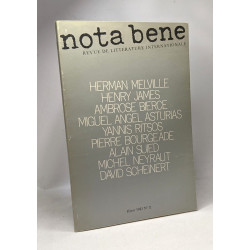 nota bene
REVUE DE LITTERATURE INTERNATIONALE
HERMAN MELVILLE
HENRY JAMES
AMBROSE BIERCE
MIGUEL ANGEL ASTURIAS
YANNIS RITSOS
PIERRE BOURGEADE
ALAIN SUIED
MICHEL NEYRAUT
DAVID SCHEINERT